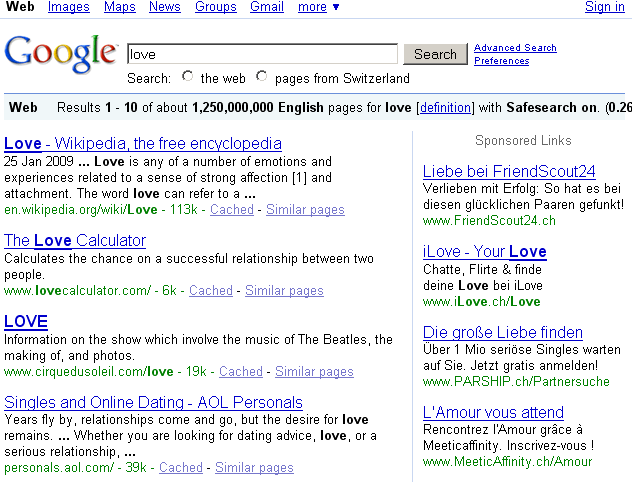 Web Images Maps News Groups Gmail more ▼ Sign in
Google™ love Search Advanced Search
Preferences
Search: the web pages from Switzerland
Web Results 1 - 10 of about 1,250,000,000 English pages for love [definition] with Safesearch on. (0.26
Love - Wikipedia, the free encyclopedia
25 Jan 2009 ... Love is any of a number of emotions and
experiences related to a sense of strong affection [1] and
attachment. The word love can refer to a ...
en.wikipedia.org/wiki/Love - 113k - Cached - Similar pages
The Love Calculator
Calculates the chance on a successful relationship between two
people.
www.lovecalculator.com/ - 6k - Cached - Similar pages
LOVE
Information on the show which involve the music of The Beatles, the
making of, and photos.
www.cirquedusoleil.com/love - 19k - Cached - Similar pages
Singles and Online Dating - AOL Personals
Years fly by, relationships come and go, but the desire for love
remains. ... Whether you are looking for dating advice, love, or a
serious relationship, ...
personals.aol.com/ - 39k - Cached - Similar pages
Sponsored Links
Liebe bei FriendScout24
Verlieben mit Erfolg: So hat es bei
diesen glücklichen Paaren gefunkt!
www.FriendScout24.ch
iLove - Your Love
Chatte, Flirte & finde
deine Love bei iLove
www.iLove.ch/Love
Die große Liebe finden
Über 1 Mio seriöse Singles warten
auf Sie. Jetzt gratis anmelden!
www.PARSHIP.ch/Partnersuche
L'Amour vous attend
Rencontrez l'Amour grâce à
Meeticaffinity. Inscrivez-vous !
www.MeeticAffinity.ch/Amour